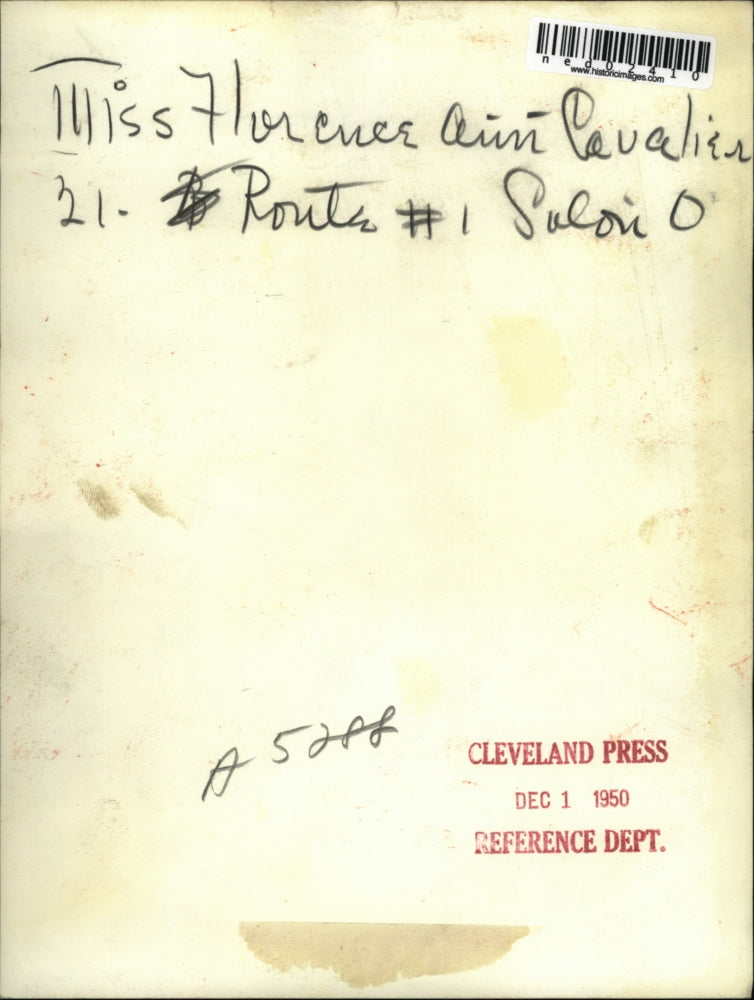 ned02410
www.historicimages.com
Miss Florence Ann Cavalier
21. Route #1 Solon O
A 5288
CLEVELAND PRESS
DEC 1 1950
REFERENCE DEPT.